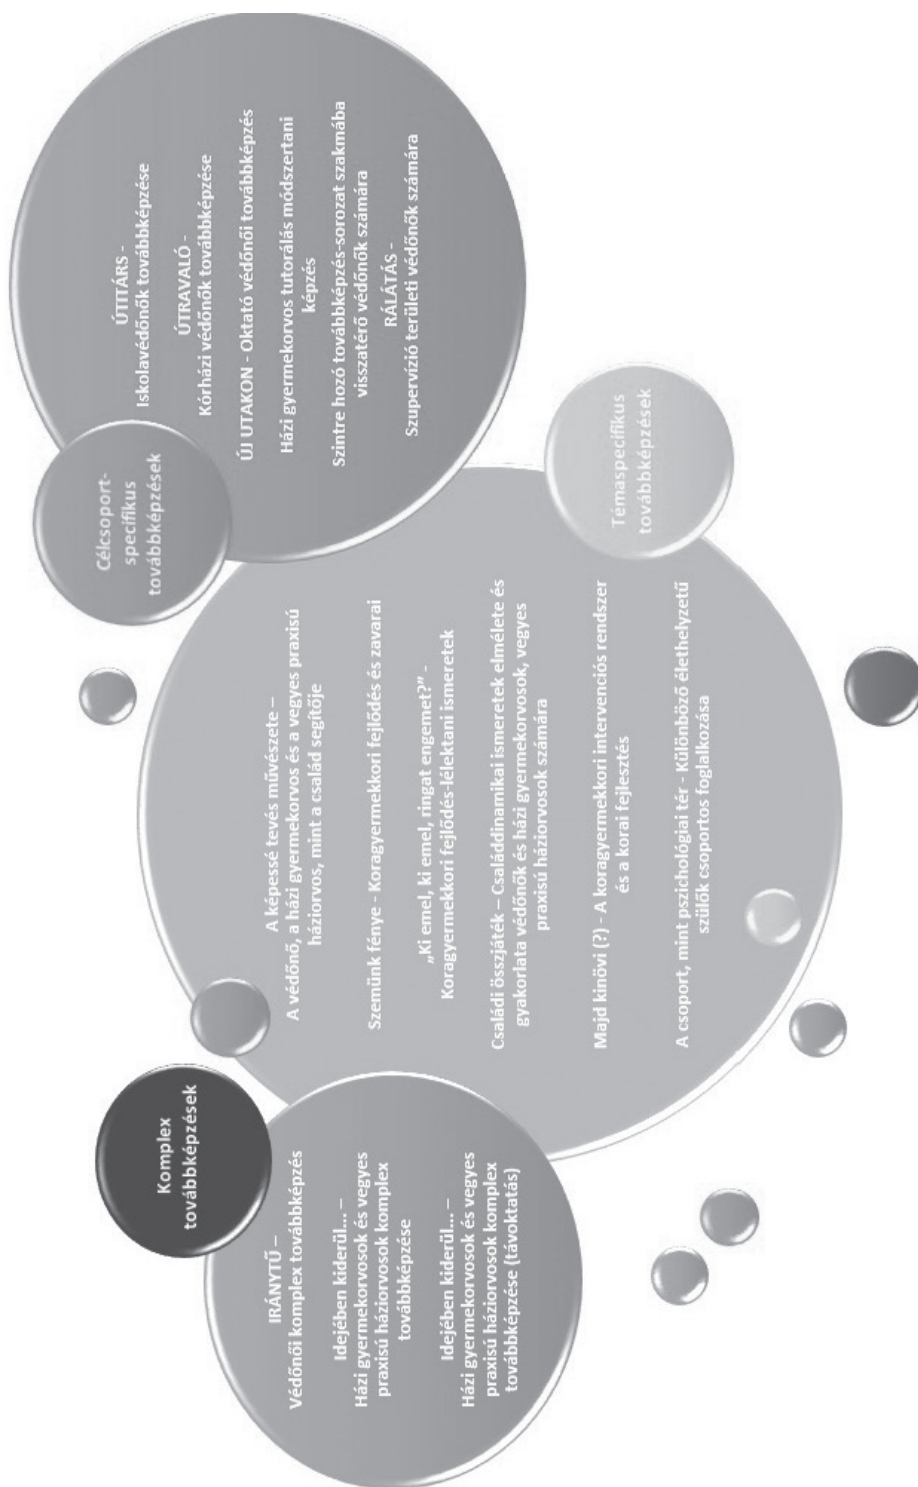 Komplex
továbbképzések
IRÁNYTŰ –
Védőnői komplex továbbképzés
Idejében kiderül... –
Házi gyermekorvosok és vegyes
praxisú háziorvosok komplex
továbbképzése
Idejében kiderül... –
Házi gyermekorvosok és vegyes
praxisú háziorvosok komplex
továbbképzése (távoktatás)
A képessé tevés művészete –
A védőnő, a házi gyermekorvos és a vegyes praxisú
háziorvos, mint a család segítője
Szemünk fénye - Koragyermekkori fejlődés és zavarai
„Ki emel, ki emel, ringat engemet?” -
Koragyermekkori fejlődés-lélektani ismeretek
Családi összjáték – Családdinamikai ismeretek elmélete és
gyakorlata védőnők és házi gyermekorvosok, vegyes
praxisú háziorvosok számára
Majd kinövi (?) - A koragyermekkori intervenciós rendszer
és a korai fejlesztés
A csoport, mint pszichológiai tér - Különböző élethelyzetű
szülők csoportos foglalkozása
Témaspecifikus
továbbképzések
Célcsoport-
specifikus
továbbképzések
ÚTITÁRS -
Iskolavédőnők továbbképzése
ÚTRAVALÓ -
Kórházi védőnők továbbképzése
ÚJ UTAKON - Oktató védőnői továbbképzés
Házi gyermekorvos tutorálás módszertani
képzés
Szintre hozó továbbképzés-sorozat szakmába
visszatérő védőnők számára
RÁLÁTÁS -
Szupervízió területi védőnők számára